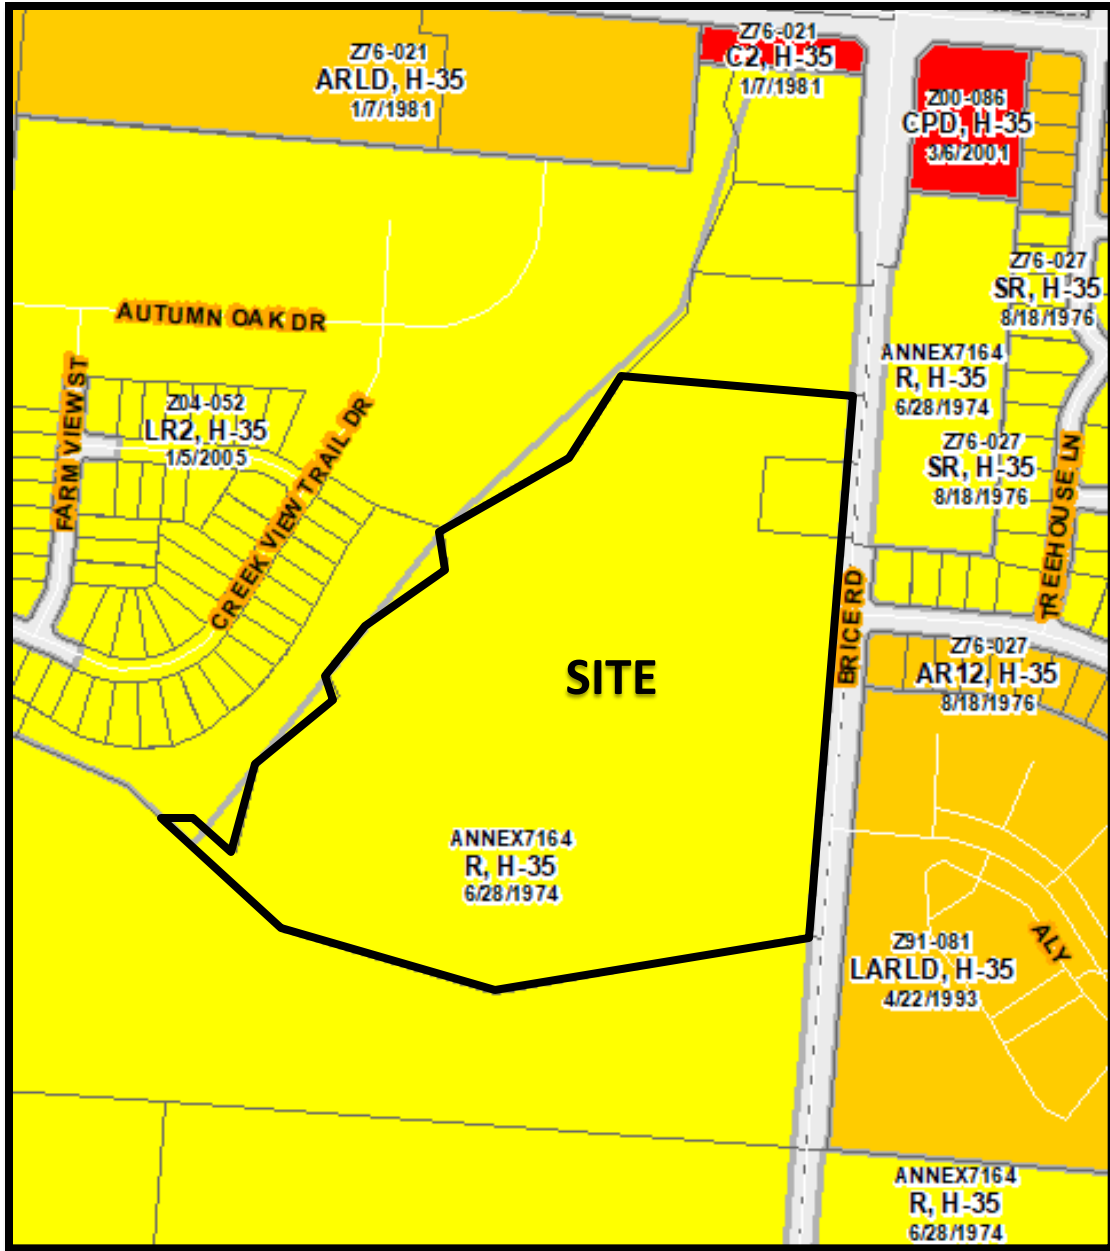 Z76-021
ARLD, H-35
1/7/1981
Z76-021
C2, H-35
1/7/1981
Z00-086
CPD, H-35
3/6/2001
Z76-027
SR, H-35
8/18/1976
AUTUMN OAK DR
ANNEX7164
R, H-35
6/28/1974
FARM VIEW ST
Z04-052
LR2, H-35
1/5/2005
CREEK VIEW TRAIL DR
Z76-027
SR, H-35
8/18/1976
TREEHOUSE LN
BRICE RD
SITE
Z76-027
AR12, H-35
8/18/1976
ANNEX7164
R, H-35
6/28/1974
Z91-081
LARLD, H-35
4/22/1993
ALY
ANNEX7164
R, H-35
6/28/1974